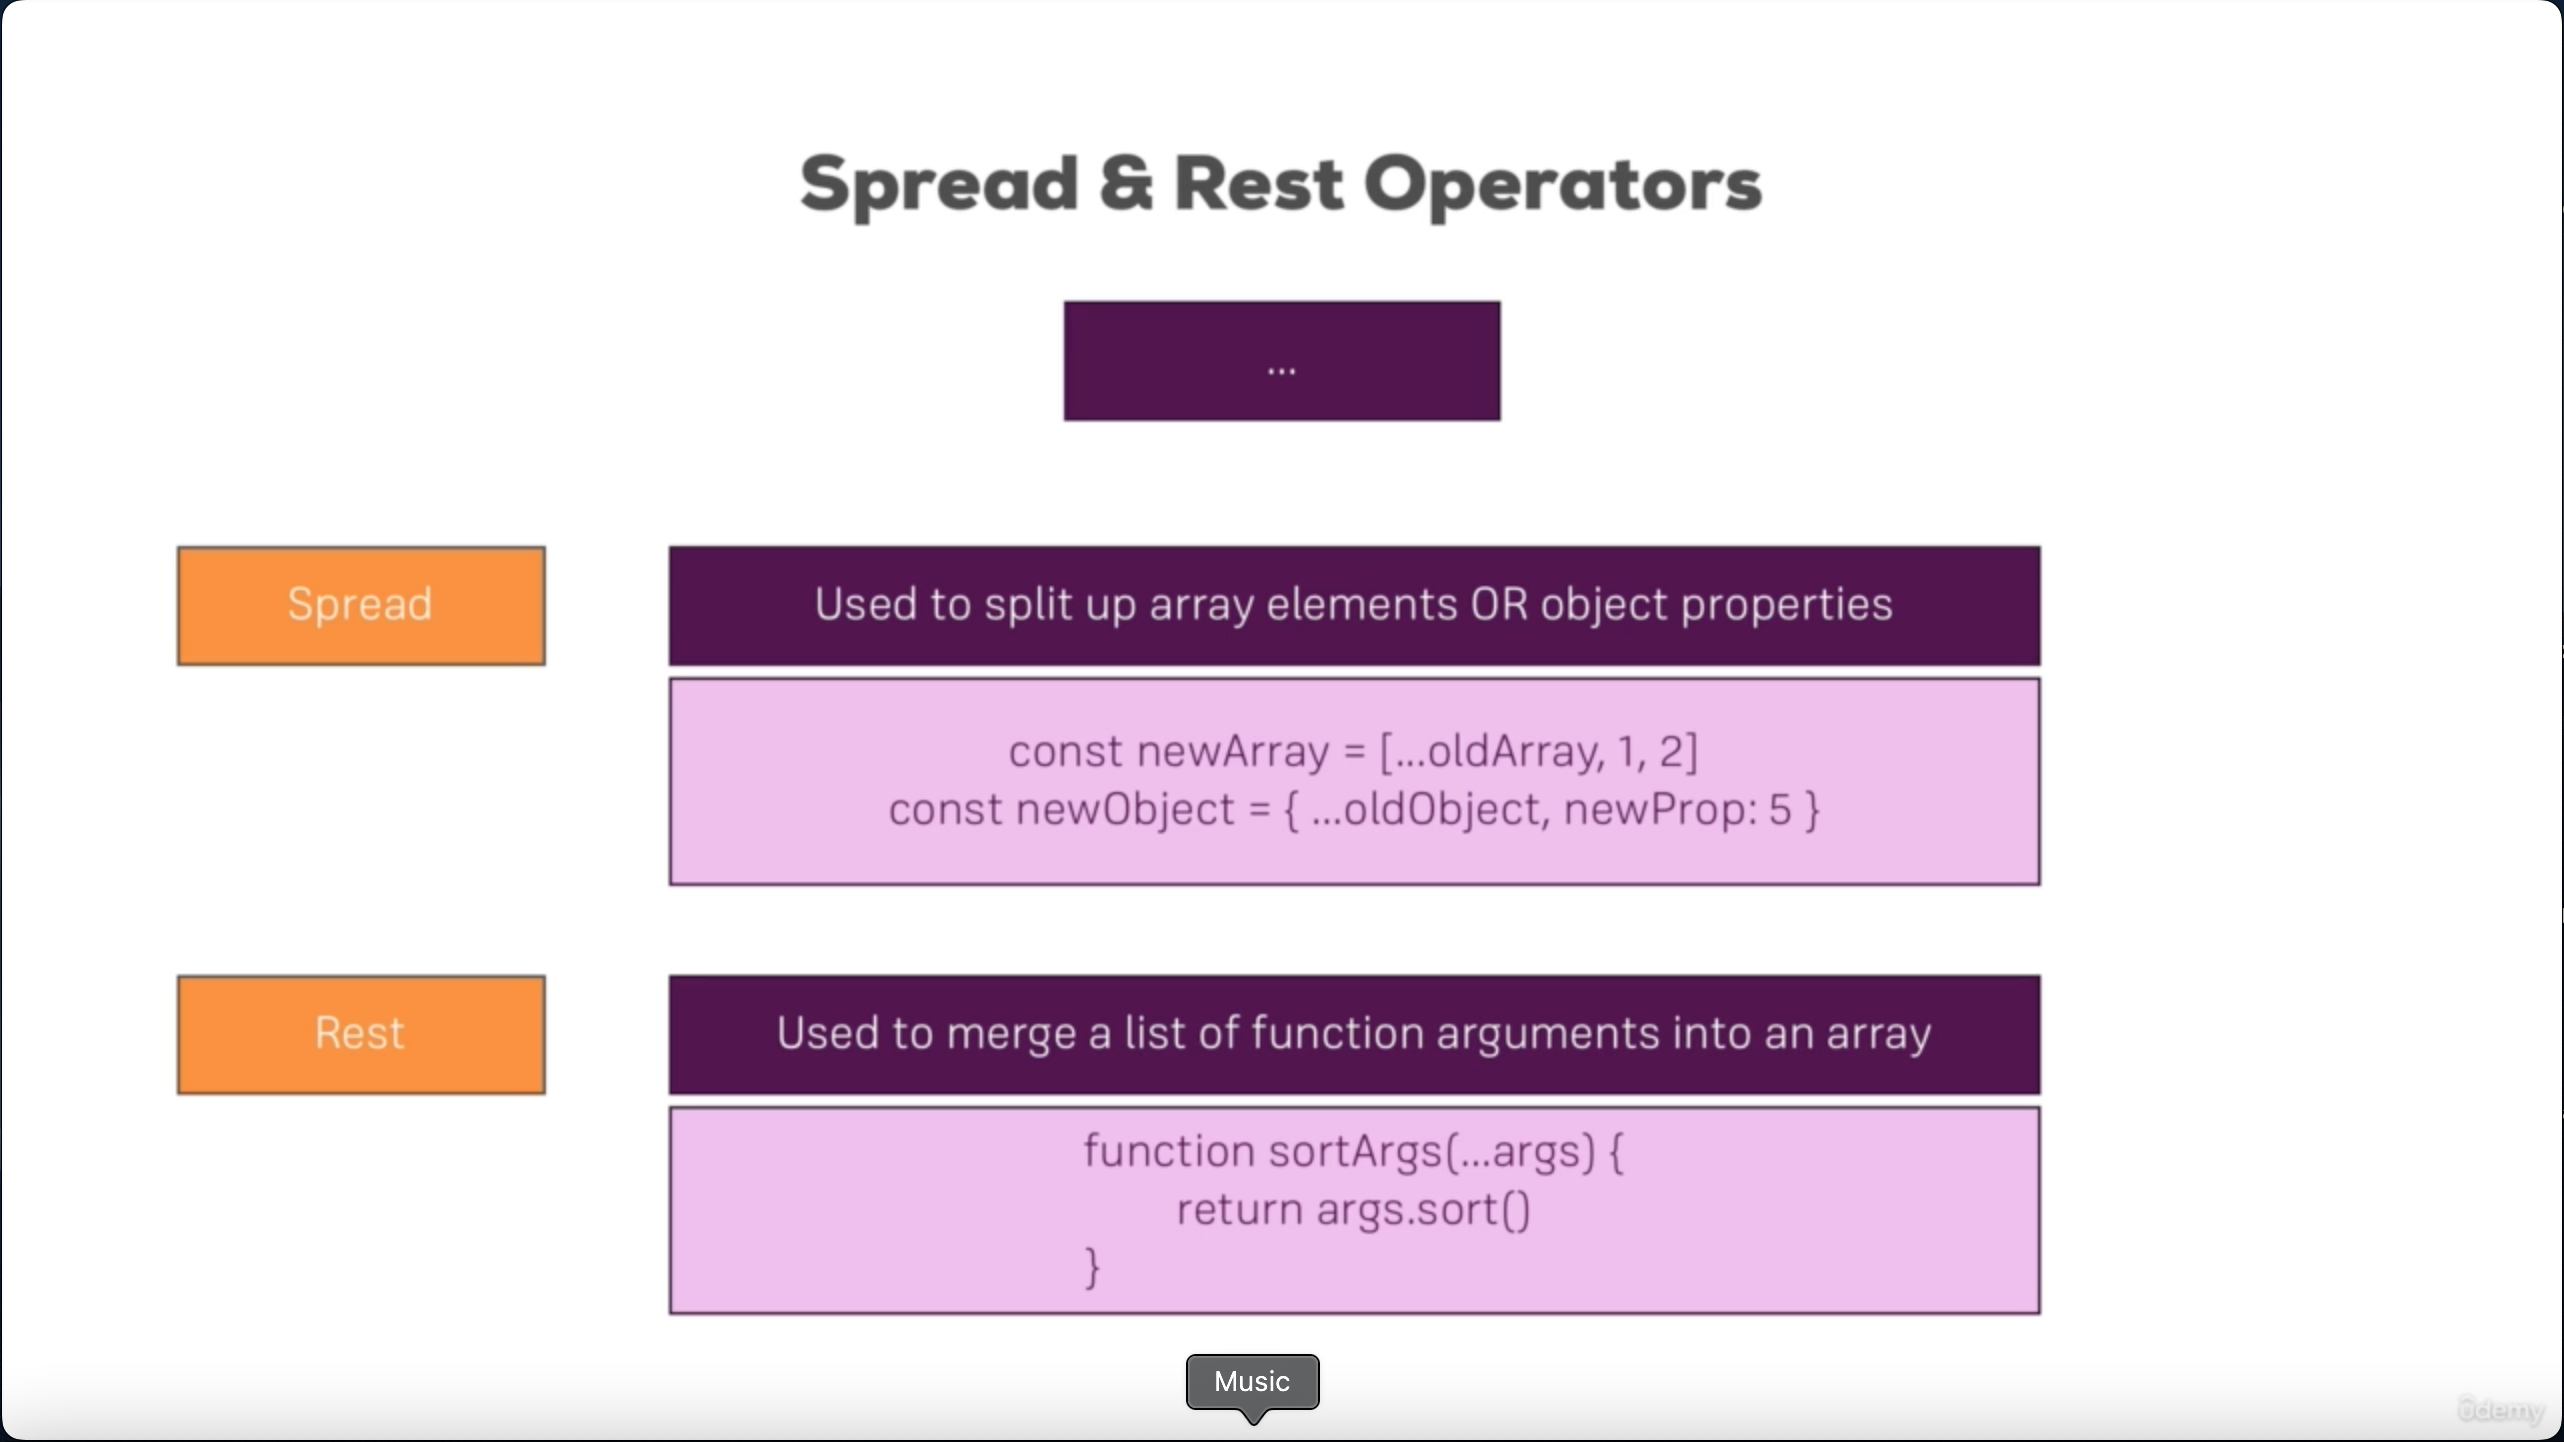 Spread & Rest Operators
...
Spread
Used to split up array elements OR object properties
const newArray = [...oldArray, 1, 2]
const newObject = { ...oldObject, newProp: 5 }
Rest
Used to merge a list of function arguments into an array
function sortArgs(...args) {
return args.sort()
}
Music
ûdemy